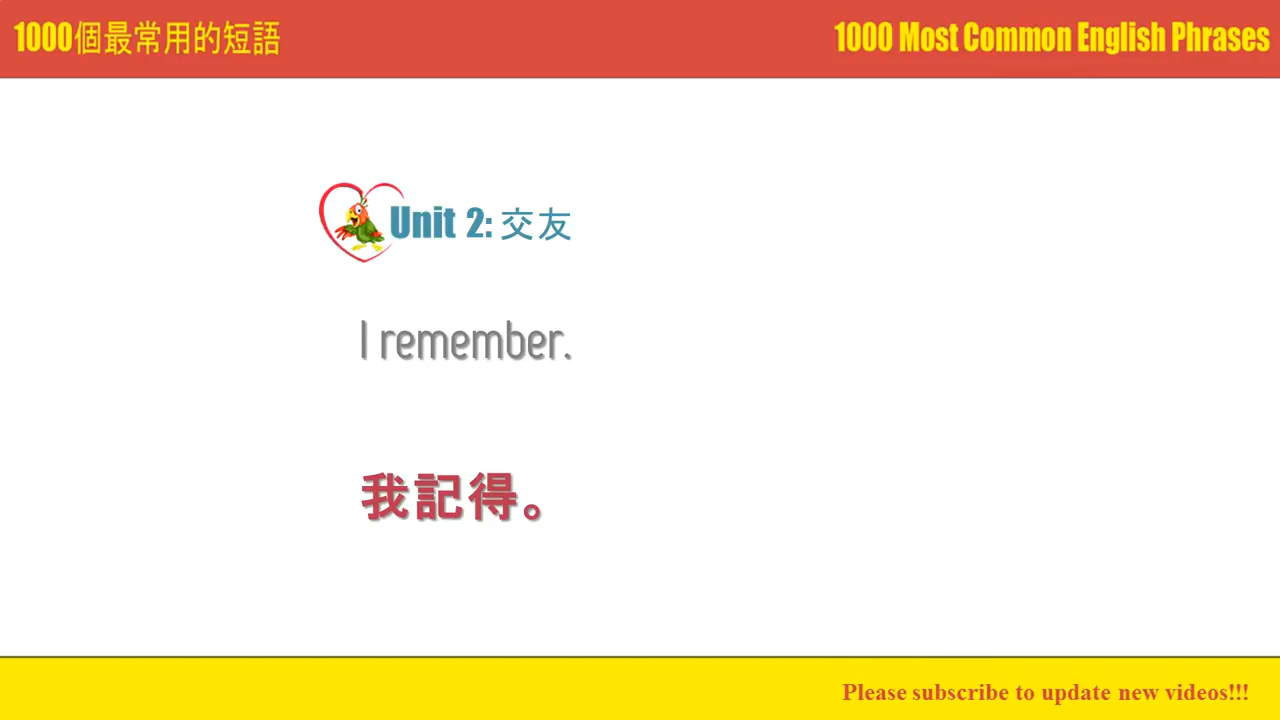 1000個最常用的短語
1000 Most Common English Phrases
Unit 2: 交友
I remember.
我記得。
Please subscribe to update new videos!!!